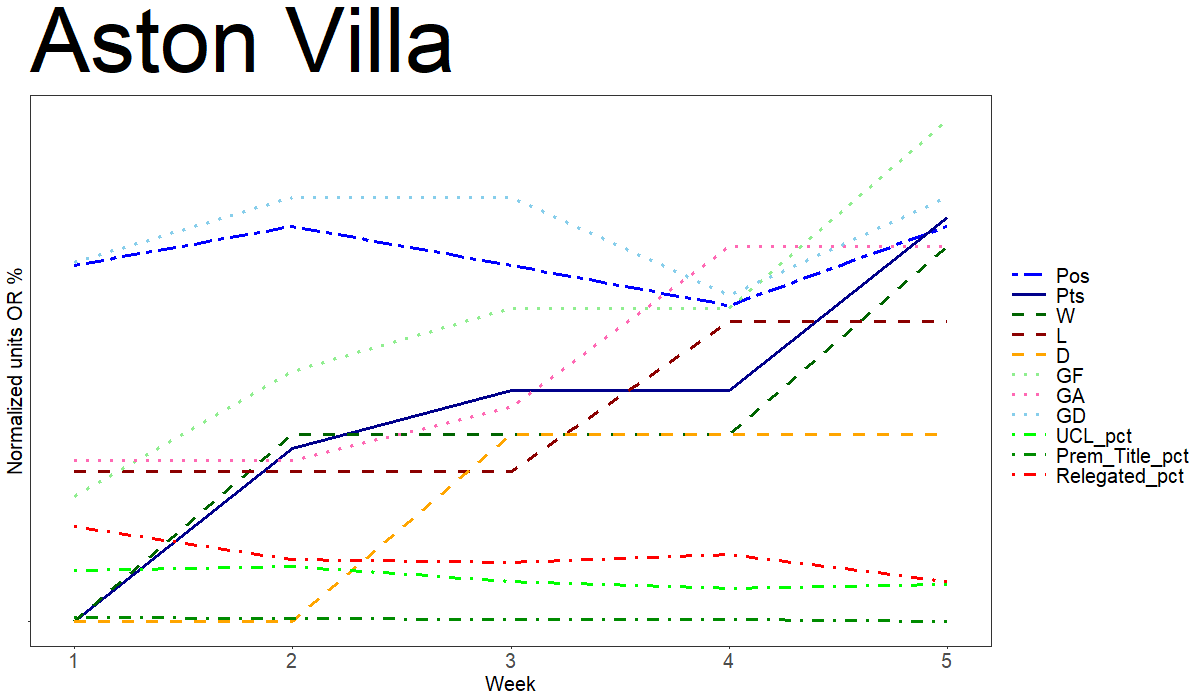 Aston Villa
Normalized units OR %
Pos
Pts
W
L
D
GF
GA
GD
UCL_pct
Prem_Title_pct
Relegated_pct
1 2 3 4 5
Week